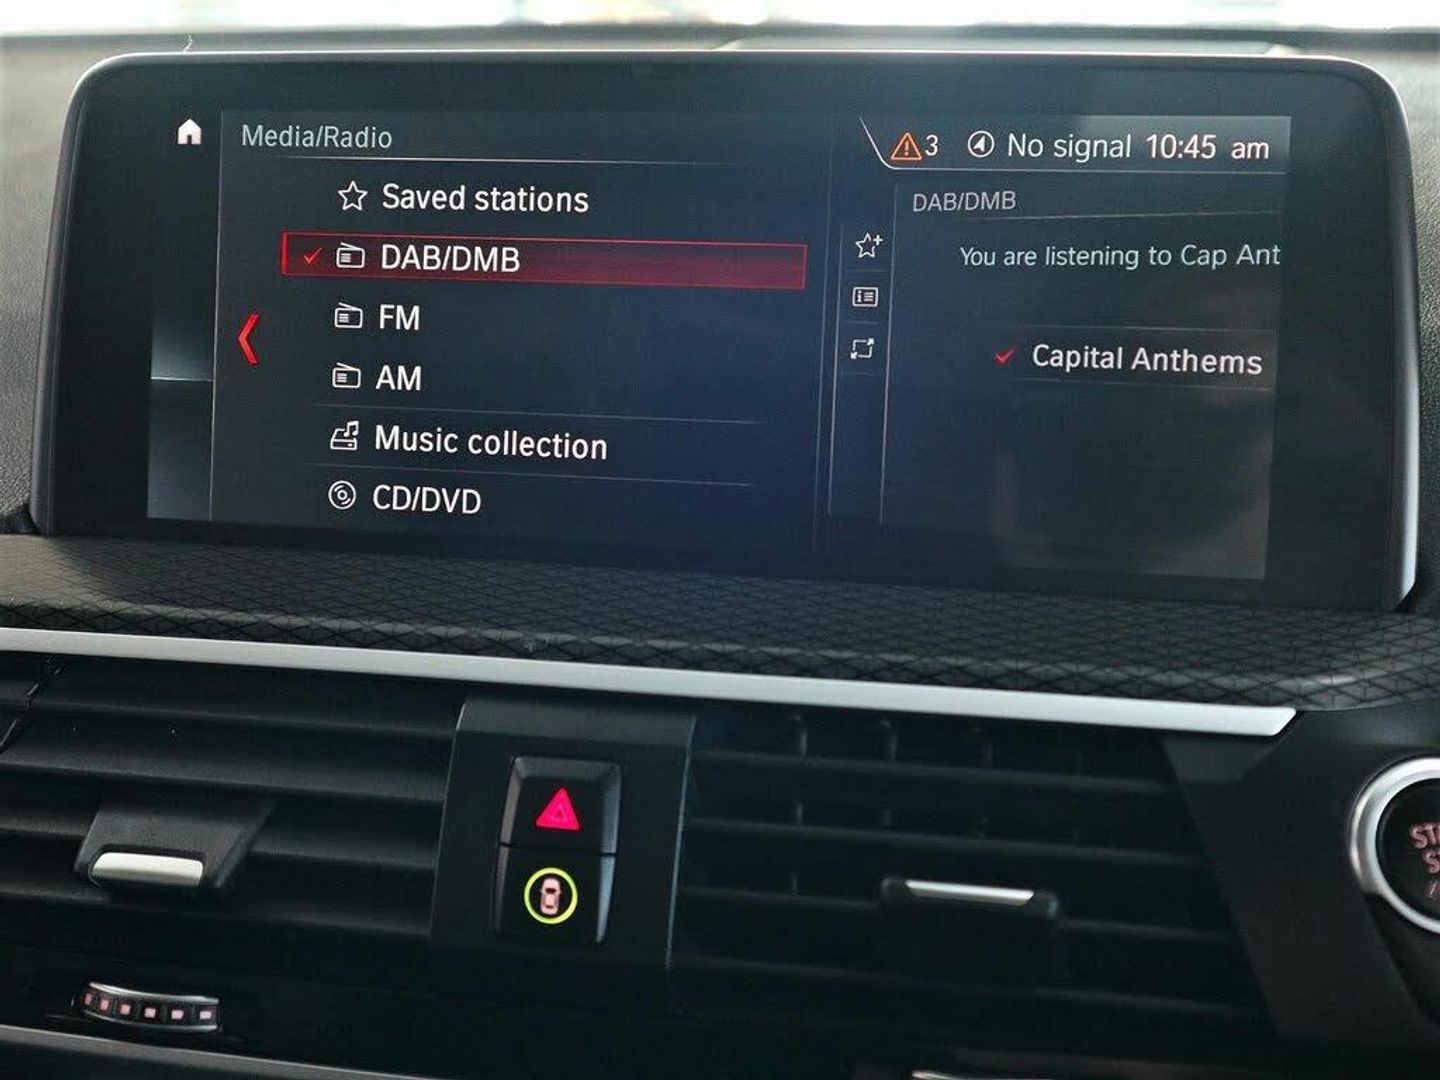 Media/Radio
3 No signal 10:45 am
Saved stations
DAB/DMB
FM
AM
Music collection
CD/DVD
DAB/DMB
You are listening to Cap Ant
Capital Anthems